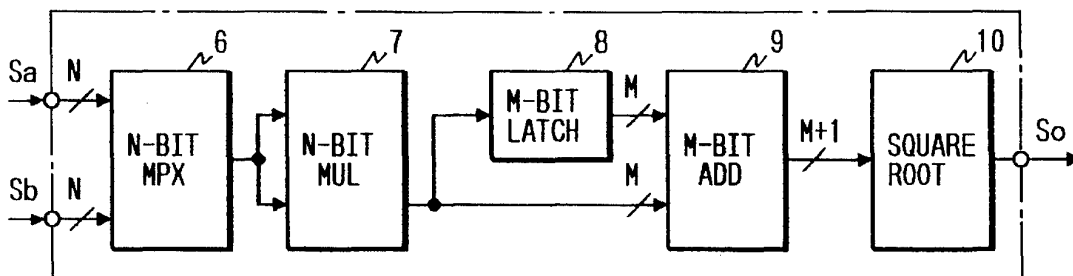 6
7
8
9
10
Sa
N
Sb
N
N-BIT
MPX
N-BIT
MUL
M-BIT
LATCH
M
M
M-BIT
ADD
M+1
SQUARE
ROOT
So